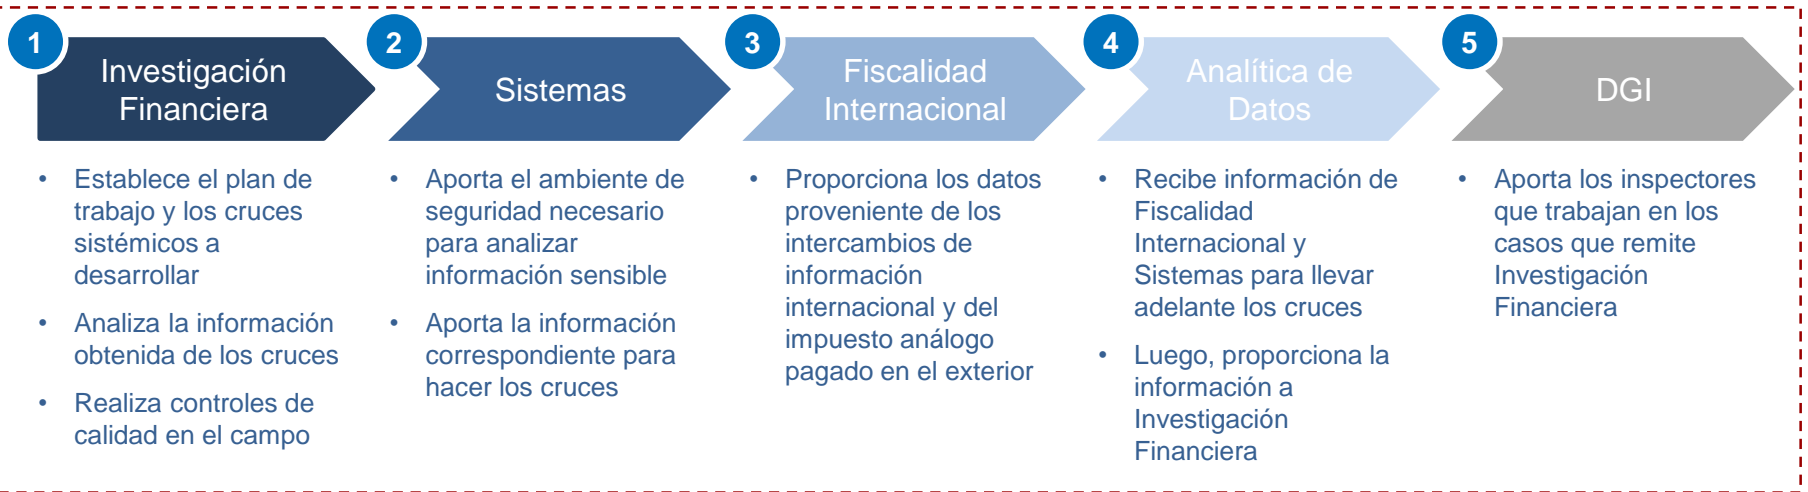 1
Investigación
Financiera
• Establece el plan de
trabajo y los cruces
sistémicos a
desarrollar
• Analiza la información
obtenida de los cruces
• Realiza controles de
calidad en el campo
2
Sistemas
• Aporta el ambiente de
seguridad necesario
para analizar
información sensible
• Aporta la información
correspondiente para
hacer los cruces
3
Fiscalidad
Internacional
• Proporciona los datos
proveniente de los
intercambios de
información
internacional y del
impuesto análogo
pagado en el exterior
4
Analítica de
Datos
• Recibe información de
Fiscalidad
Internacional y
Sistemas para llevar
adelante los cruces
• Luego, proporciona la
información a
Investigación
Financiera
5
DGI
• Aporta los inspectores
que trabajan en los
casos que remite
Investigación
Financiera